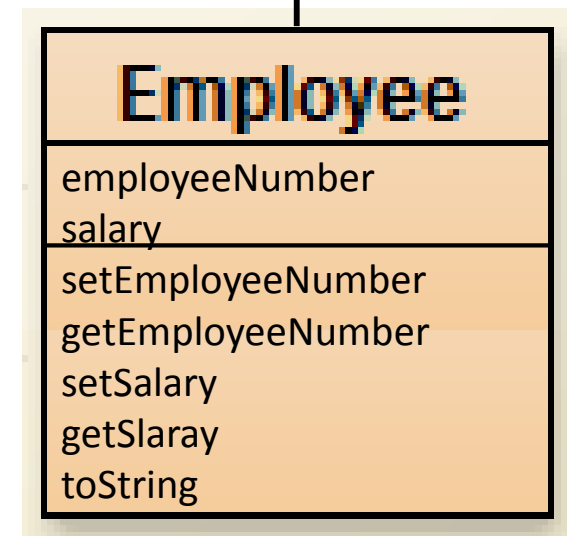 Employee
employeeNumber
salary
setEmployeeNumber
getEmployeeNumber
setSalary
getSlaray
toString